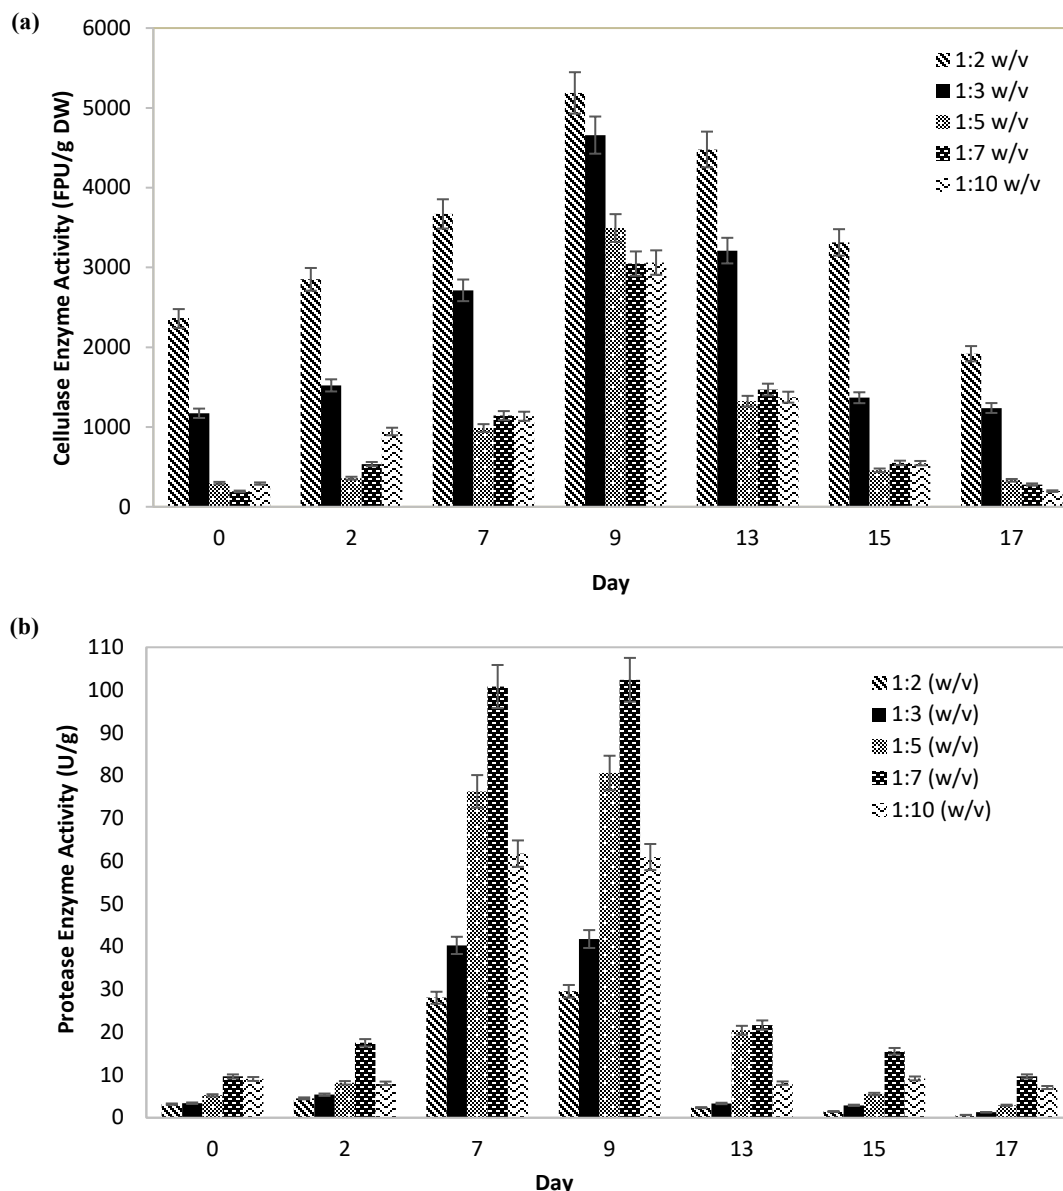 (a)
Cellulase Enzyme Activity (FPU/g DW)
6000
5000
4000
3000
2000
1000
0
1:2 w/v
1:3 w/v
1:5 w/v
1:7 w/v
1:10 w/v
0 2 7 9 13 15 17
Day
(b)
Protease Enzyme Activity (U/g)
110
100
90
80
70
60
50
40
30
20
10
0
1:2 (w/v)
1:3 (w/v)
1:5 (w/v)
1:7 (w/v)
1:10 (w/v)
0 2 7 9 13 15 17
Day